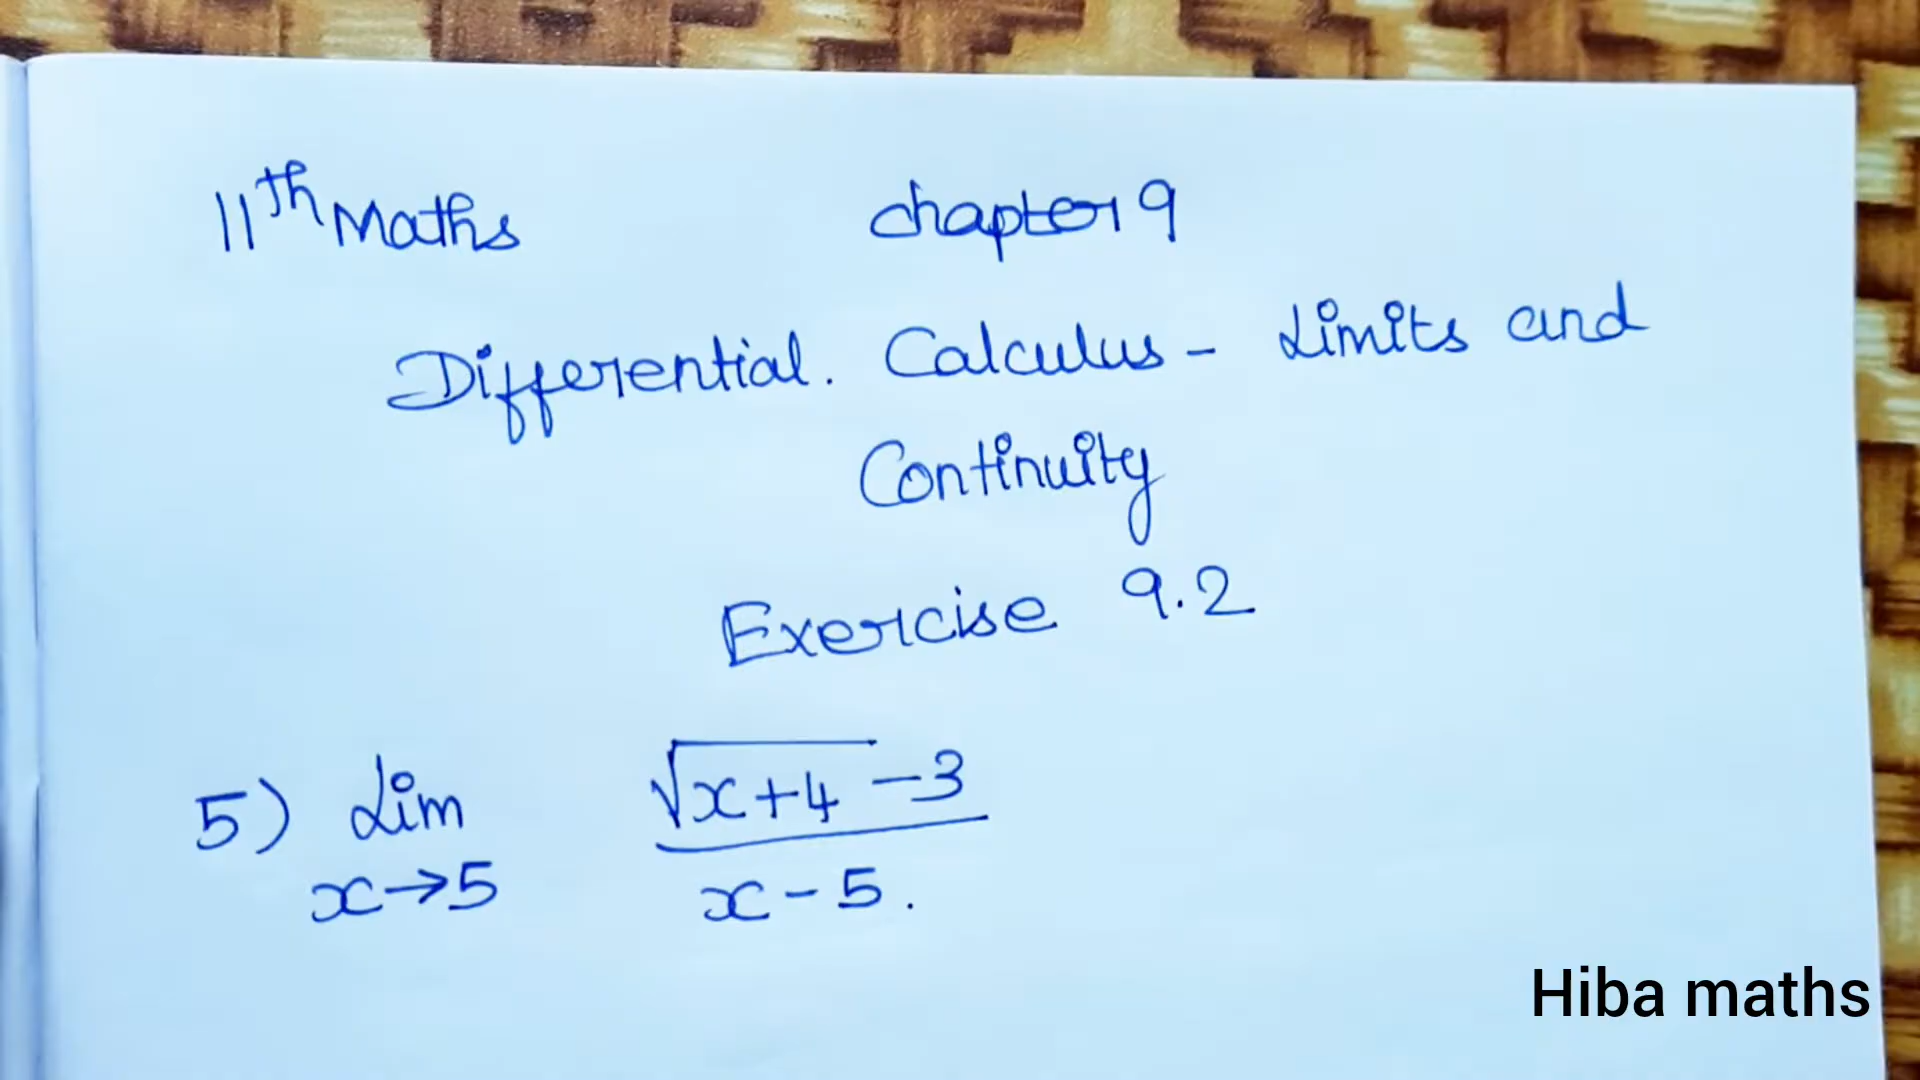 11th Maths chapter 9
Differential. Calculus - Limits and
Continuity
Exercise 9.2
5) Lim √x+4 -3
x→5 x-5.
Hiba maths